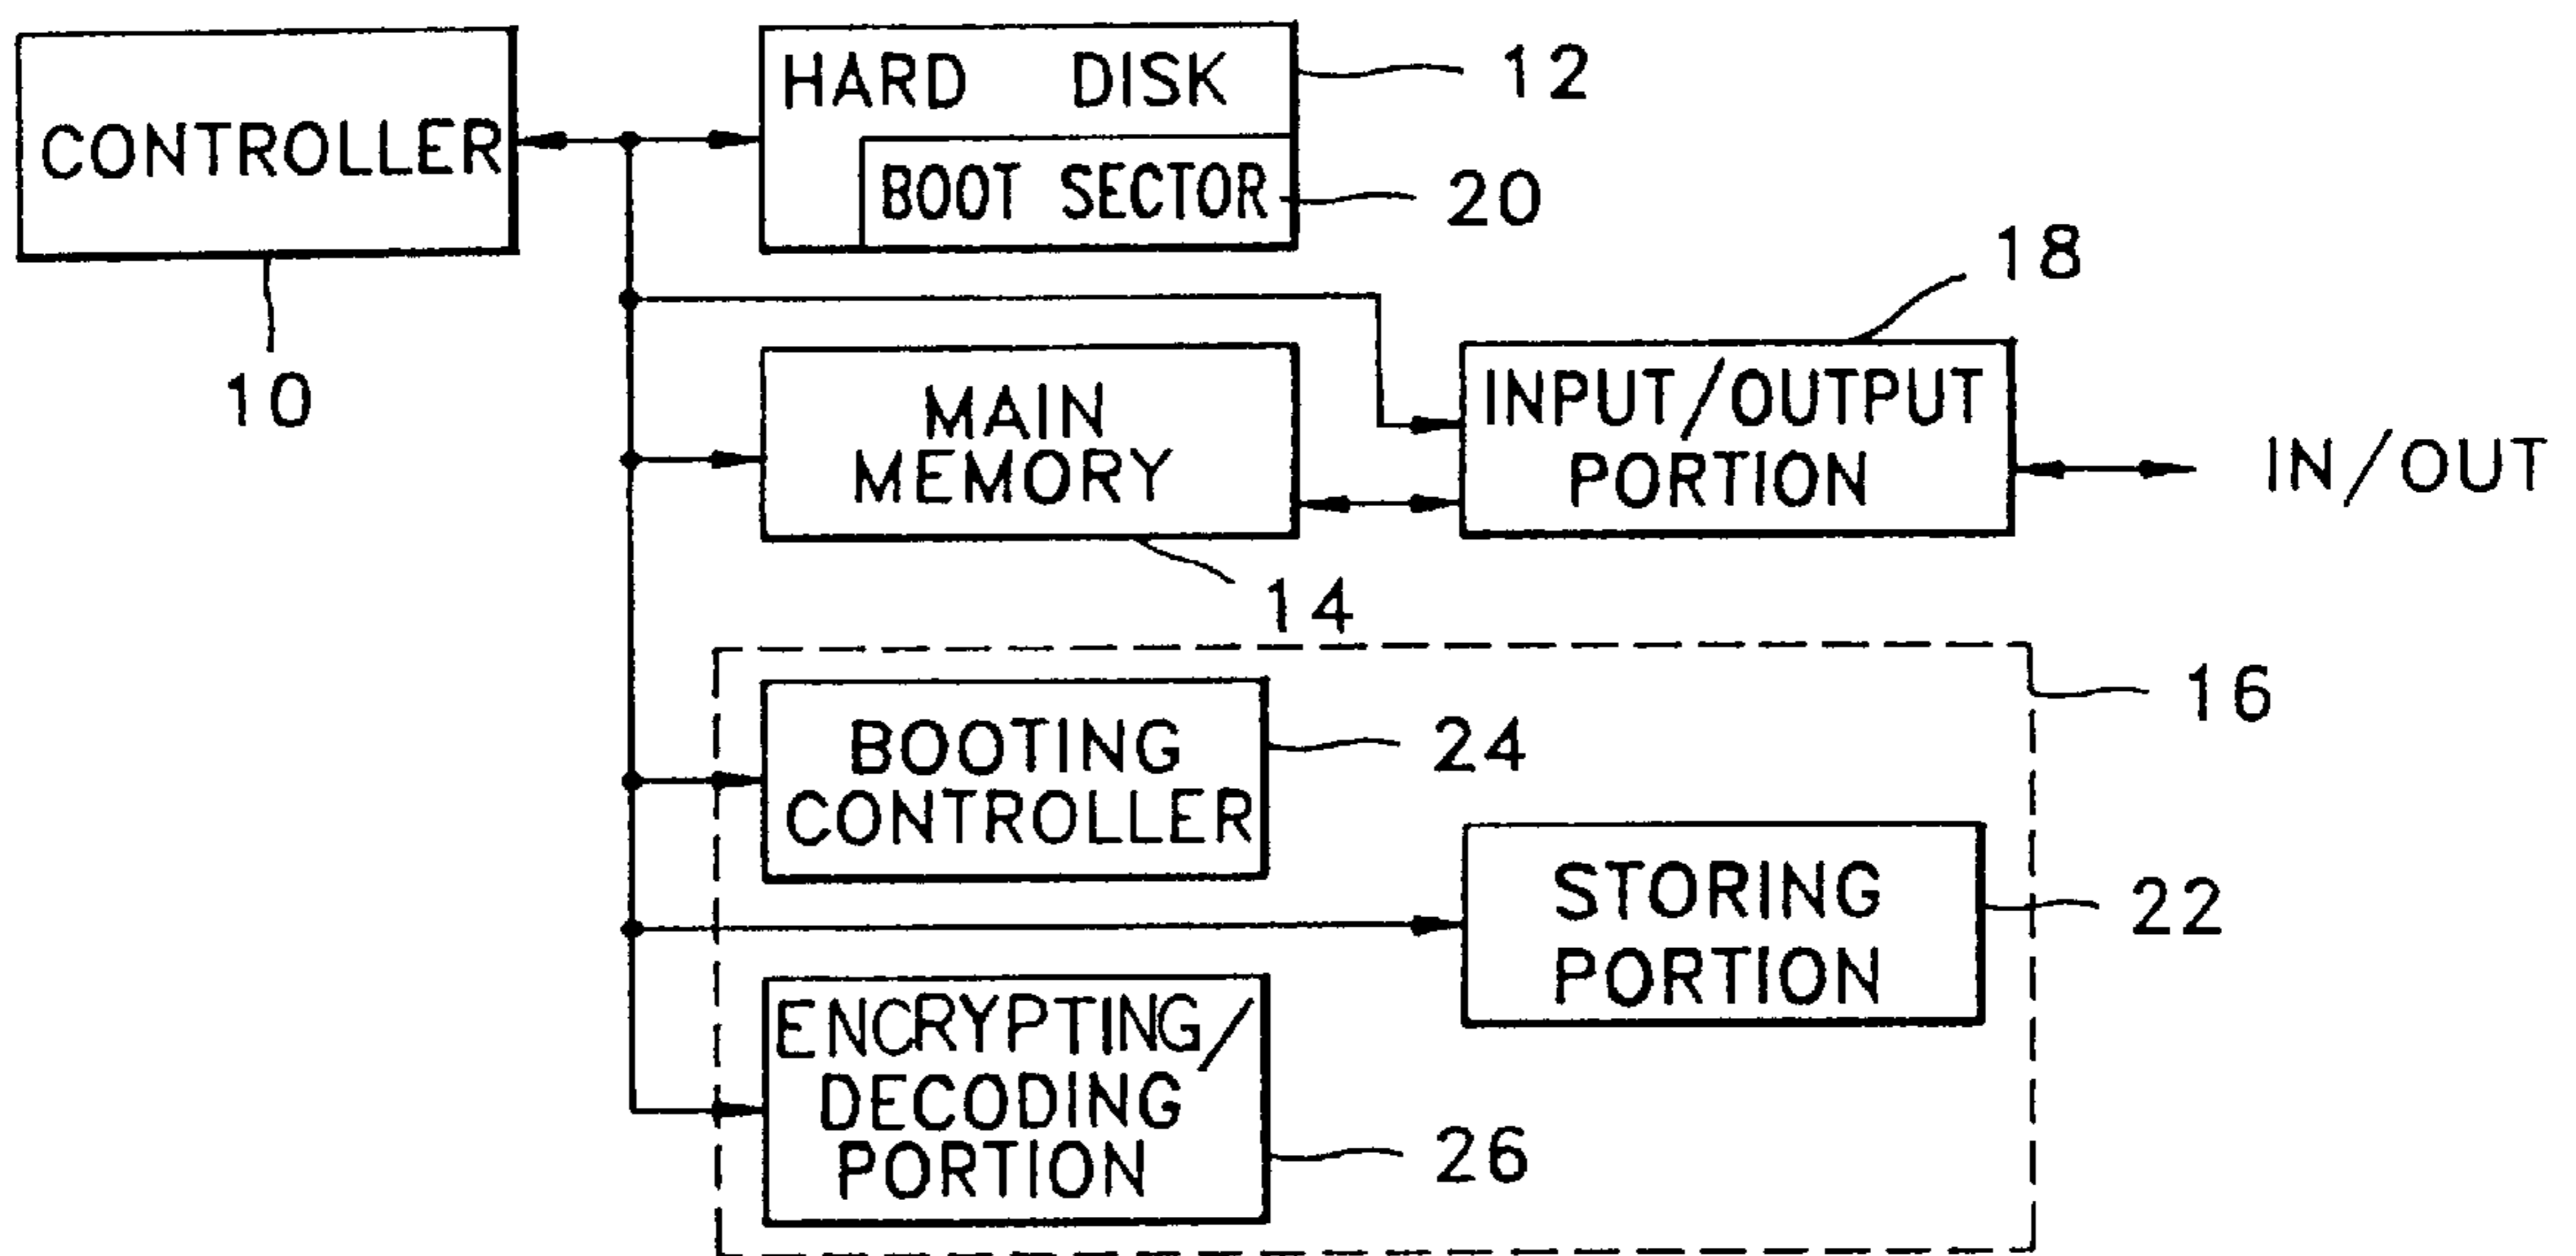 CONTROLLER
10
HARD DISK
12
BOOT SECTOR
20
18
MAIN
MEMORY
14
INPUT/OUTPUT
PORTION
IN/OUT
16
BOOTING
CONTROLLER
24
STORING
PORTION
22
ENCRYPTING/
DECODING
PORTION
26